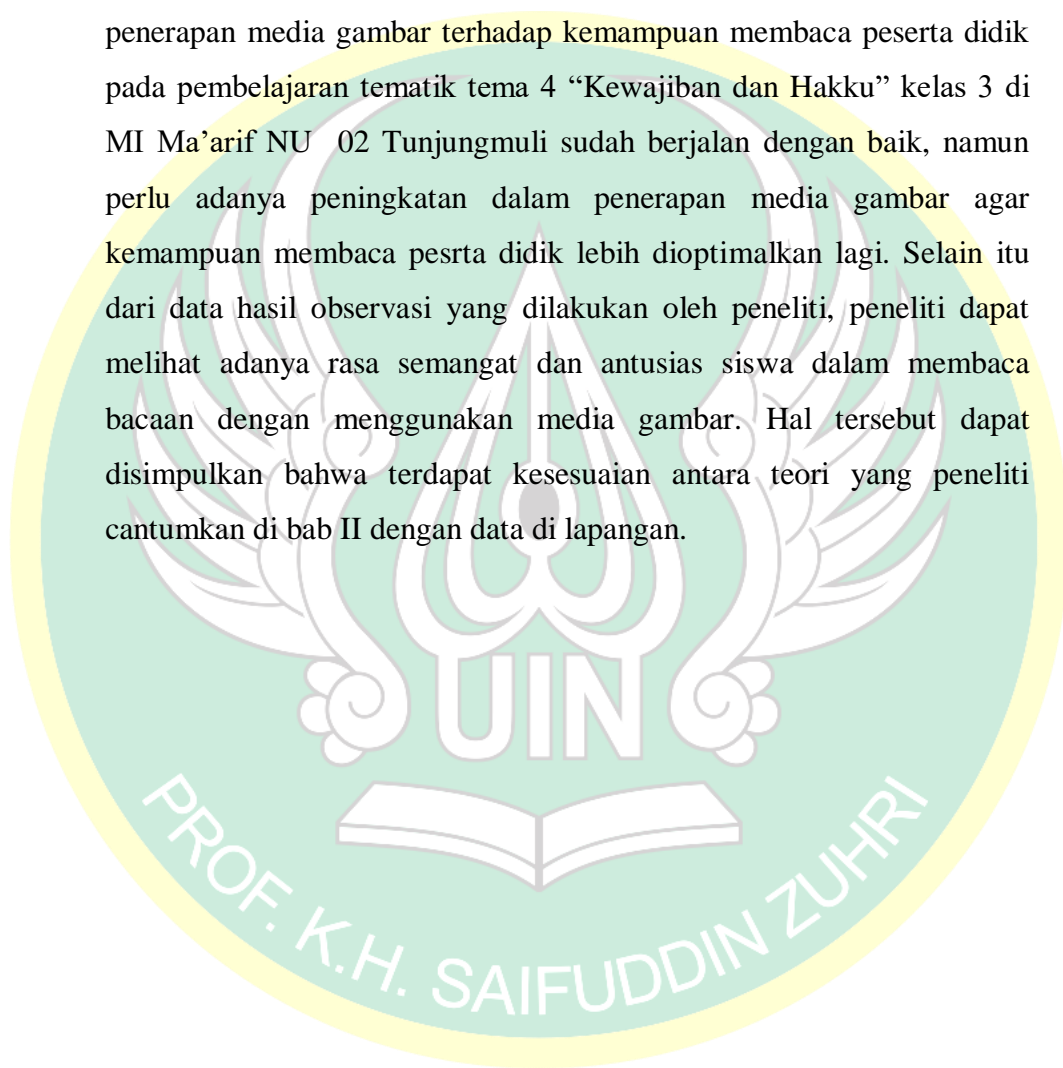 penerapan media gambar terhadap kemampuan membaca peserta didik
pada pembelajaran tematik tema 4 “Kewajiban dan Hakku” kelas 3 di
MI Ma’arif NU 02 Tunjungmuli sudah berjalan dengan baik, namun
perlu adanya peningkatan dalam penerapan media gambar agar
kemampuan membaca pesrta didik lebih dioptimalkan lagi. Selain itu
dari data hasil observasi yang dilakukan oleh peneliti, peneliti dapat
melihat adanya rasa semangat dan antusias siswa dalam membaca
bacaan dengan menggunakan media gambar. Hal tersebut dapat
disimpulkan bahwa terdapat kesesuaian antara teori yang peneliti
cantumkan di bab II dengan data di lapangan.
UIN
PROF. K.H. SAIFUDDIN ZUHRI